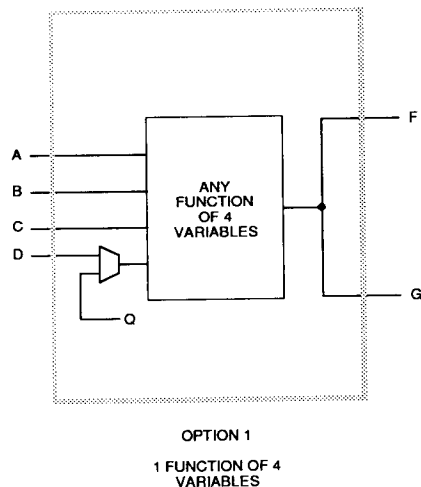 F
A
B
C
D
ANY
FUNCTION
OF 4
VARIABLES
Q
G
OPTION 1
1 FUNCTION OF 4
VARIABLES